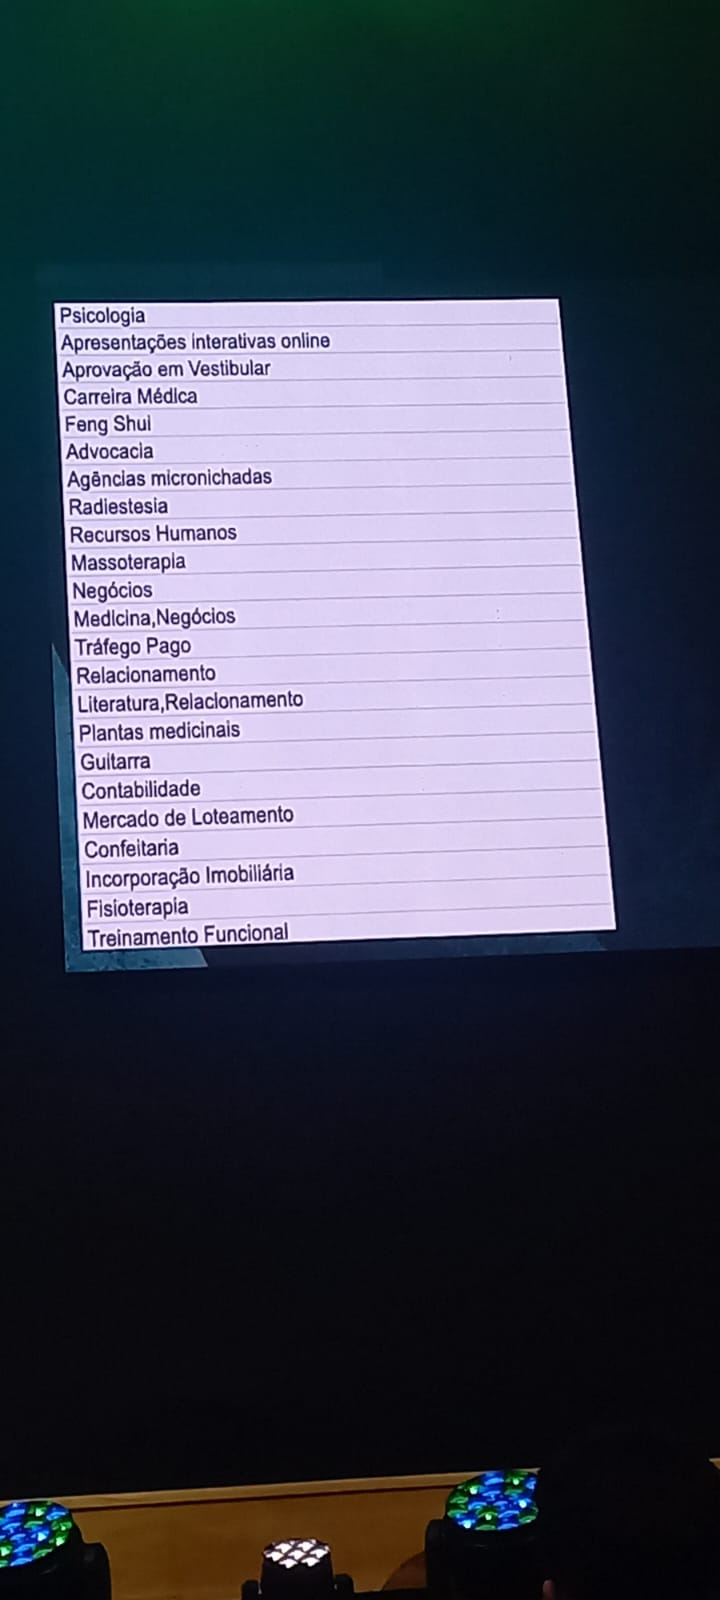 Psicologia
Apresentações interativas online
Aprovação em Vestibular
Carreira Médica
Feng Shui
Advocacia
Agências micronichadas
Radiestesia
Recursos Humanos
Massoterapia
Negócios
Medicina,Negócios
Tráfego Pago
Relacionamento
Literatura,Relacionamento
Plantas medicinais
Guitarra
Contabilidade
Mercado de Loteamento
Confeitaria
Incorporação Imobiliária
Fisioterapia
Treinamento Funcional